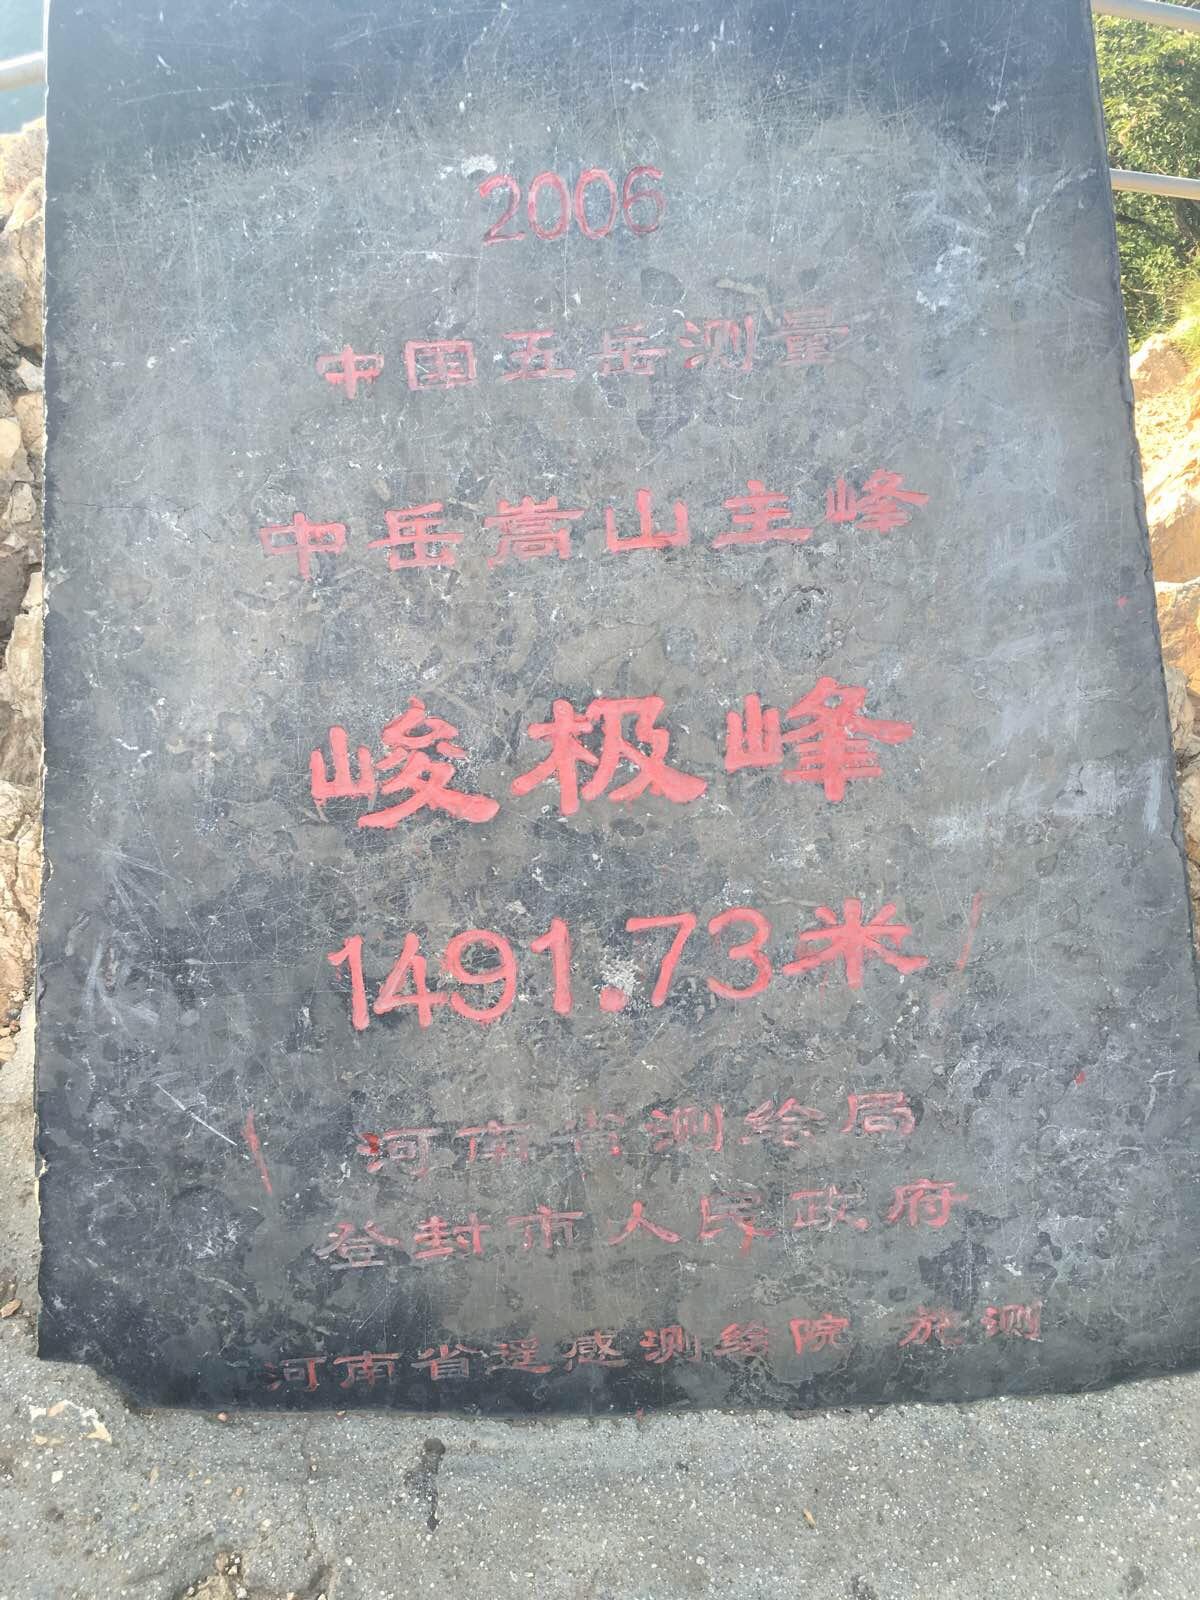 2006
中国五岳测量
中岳嵩山主峰
峻极峰
1491.73米
河南省测绘局
登封市人民政府
河南省遥感测绘院 施测